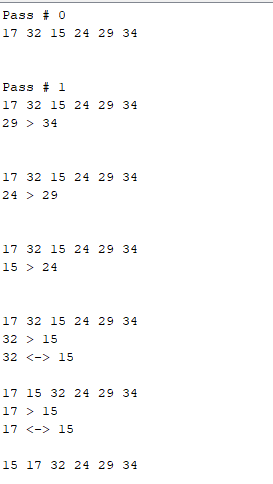 Pass # 0
17 32 15 24 29 34
Pass # 1
17 32 15 24 29 34
29 > 34
17 32 15 24 29 34
24 > 29
17 32 15 24 29 34
15 > 24
17 32 15 24 29 34
32 > 15
32 <-> 15
17 15 32 24 29 34
17 > 15
17 <-> 15
15 17 32 24 29 34